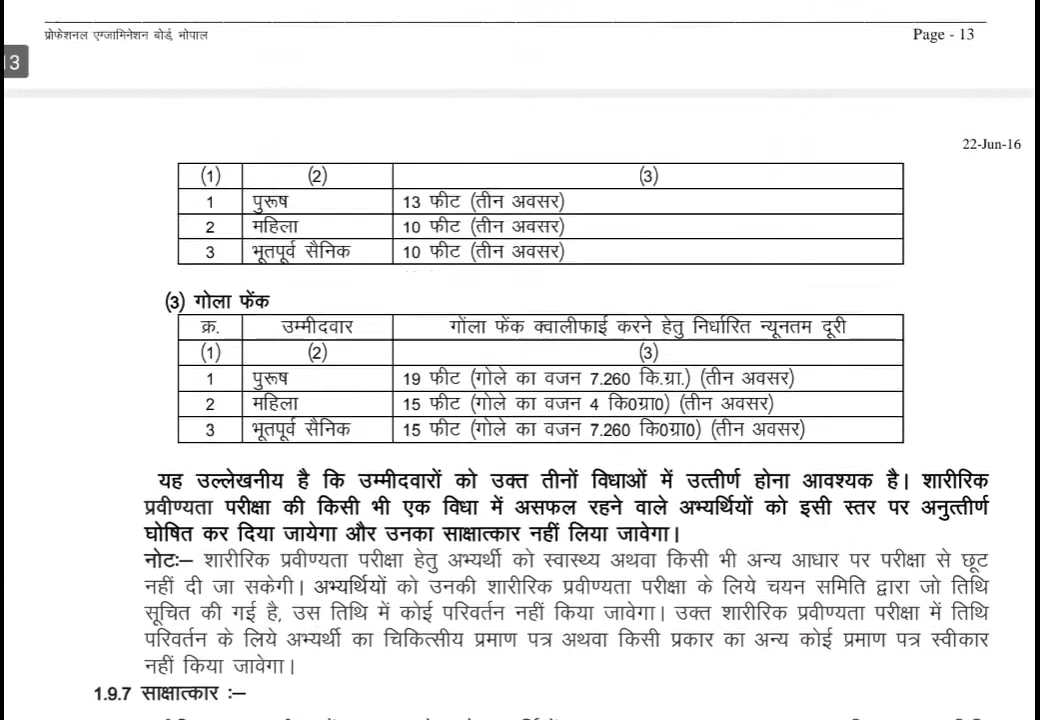 प्रोफेशनल एग्जामिनेशन बोर्ड, भोपाल Page - 13
13
22-Jun-16
(1) (2) (3)
1 पुरूष 13 फीट (तीन अवसर)
2 महिला 10 फीट (तीन अवसर)
3 भूतपूर्व सैनिक 10 फीट (तीन अवसर)
(3) गोला फेंक
क्र. उम्मीदवार गोंला फेंक क्वालीफाई करने हेतु निर्धारित न्यूनतम दूरी
(1) (2) (3)
1 पुरूष 19 फीट (गोले का वजन 7.260 कि.ग्रा.) (तीन अवसर)
2 महिला 15 फीट (गोले का वजन 4 कि0ग्रा0) (तीन अवसर)
3 भूतपूर्व सैनिक 15 फीट (गोले का वजन 7.260 कि0ग्रा0) (तीन अवसर)
यह उल्लेखनीय है कि उम्मीदवारों को उक्त तीनों विधाओं में उत्तीर्ण होना आवश्यक है। शारीरिक
प्रवीण्यता परीक्षा की किसी भी एक विधा में असफल रहने वाले अभ्यर्थियों को इसी स्तर पर अनुत्तीर्ण
घोषित कर दिया जायेगा और उनका साक्षात्कार नहीं लिया जावेगा।
नोटः— शारीरिक प्रवीण्यता परीक्षा हेतु अभ्यर्थी को स्वास्थ्य अथवा किसी भी अन्य आधार पर परीक्षा से छूट
नहीं दी जा सकेगी। अभ्यर्थियों को उनकी शारीरिक प्रवीण्यता परीक्षा के लिये चयन समिति द्वारा जो तिथि
सूचित की गई है, उस तिथि में कोई परिवर्तन नहीं किया जावेगा। उक्त शारीरिक प्रवीण्यता परीक्षा में तिथि
परिवर्तन के लिये अभ्यर्थी का चिकित्सीय प्रमाण पत्र अथवा किसी प्रकार का अन्य कोई प्रमाण पत्र स्वीकार
नहीं किया जावेगा।
1.9.7 साक्षात्कार :—